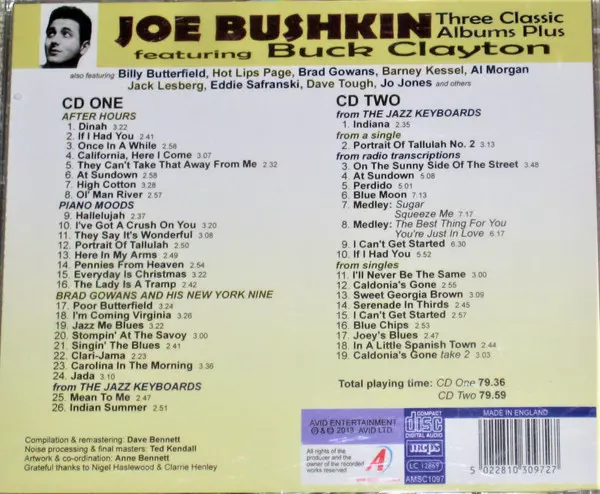 JOE BUSHKIN
Three Classic
Albums Plus
featuring Buck Clayton
also featuring Billy Butterfield, Hot Lips Page, Brad Gowans, Barney Kessel, Al Morgan
Jack Lesberg, Eddie Safranski, Dave Tough, Jo Jones and others
CD ONE
AFTER HOURS
1. Dinah 3.22
2. If I Had You 2.41
3. Once In A While 2.58
4. California, Here I Come 3.07
5. They Can't Take That Away From Me 2.32
6. At Sundown 2.58
7. High Cotton 3.28
8. Ol' Man River 2.57
PIANO MOODS
9. Hallelujah 2.37
10. I've Got A Crush On You 3.20
11. They Say It's Wonderful 3.08
12. Portrait Of Tallulah 2.50
13. Here In My Arms 2.49
14. Pennies From Heaven 2.54
15. Everyday Is Christmas 3.22
16. The Lady Is A Tramp 2.42
BRAD GOWANS AND HIS NEW YORK NINE
17. Poor Butterfield 3.24
18. I'm Coming Virginia 3.26
19. Jazz Me Blues 3.22
20. Stompin' At The Savoy 3.00
21. Singin' The Blues 2.41
22. Clari-Jama 2.53
23. Carolina In The Morning 3.36
24. Jada 3.10
from THE JAZZ KEYBOARDS
25. Mean To Me 2.47
26. Indian Summer 2.51
Compilation & remastering: Dave Bennett
Noise processing & final masters: Ted Kendall
Artwork & co-ordination: Anne Bennett
Grateful thanks to Nigel Haslewood & Clarrie Henley
CD TWO
from THE JAZZ KEYBOARDS
1. Indiana 2.35
from a single
2. Portrait Of Tallulah No. 2 3.13
from radio transcriptions
3. On The Sunny Side Of The Street 3.48
4. At Sundown 5.08
5. Perdido 5.01
6. Blue Moon 7.13
7. Medley: Sugar
Squeeze Me 7.17
8. Medley: The Best Thing For You
You're Just In Love 6.17
9. I Can't Get Started 6.30
10. If I Had You 5.52
from singles
11. I'll Never Be The Same 3.00
12. Caldonia's Gone 2.55
13. Sweet Georgia Brown 3.09
14. Serenade In Thirds 2.45
15. I Can't Get Started 2.57
16. Blue Chips 2.53
17. Joey's Blues 2.47
18. In A Little Spanish Town 2.44
19. Caldonia's Gone take 2 3.03
Total playing time: CD One 79.36
CD Two 79.59
AVID ENTERTAINMENT
℗ & © 2013 AVID LTD.
All rights of the
producer and the
owner of the recorded
works reserved
COMPACT
disc
DIGITAL AUDIO
mcps
LC 12869
AMSC1097
MADE IN ENGLAND
5 022810 309727